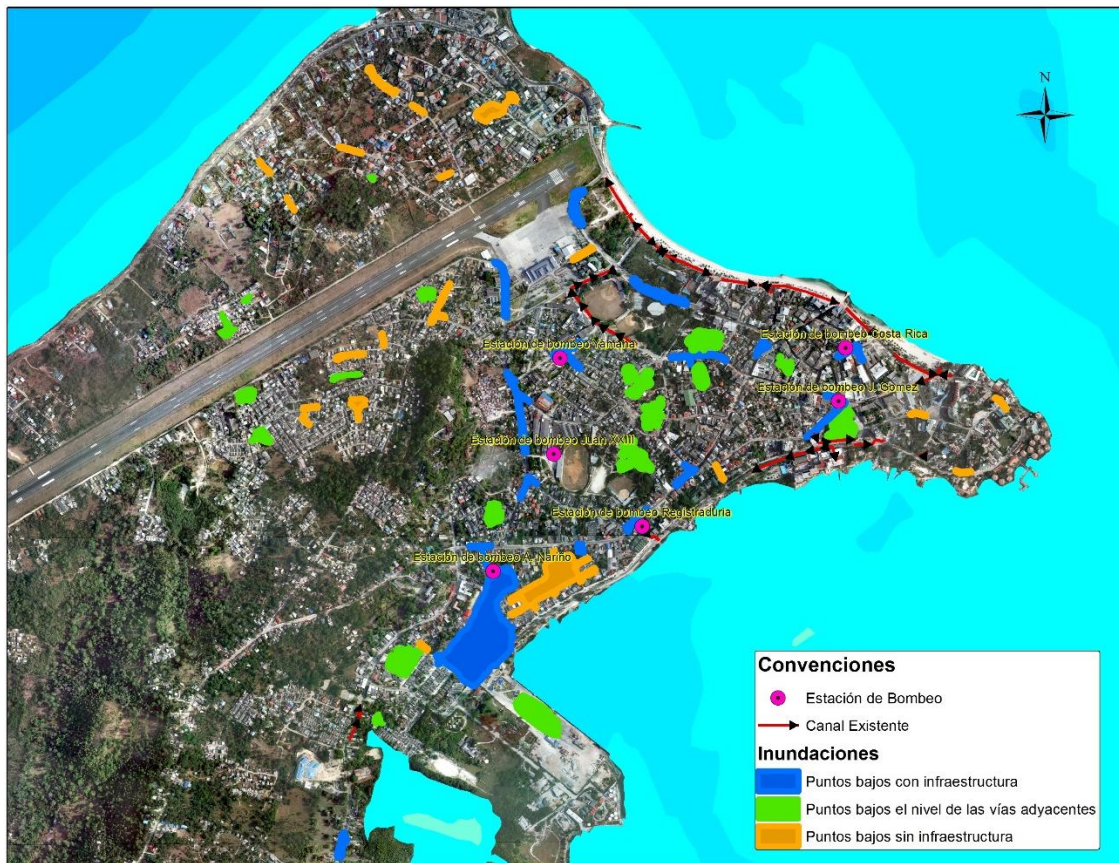 N
Estación de bombeo Costa Rica
Estación de bombeo Yamaha
Estación de bombeo J. Gómez
Estación de bombeo Juan XXIII
Estación de bombeo Registraduria
Estación de bombeo A. Nariño
Convenciones
Estación de Bombeo
Canal Existente
Inundaciones
Puntos bajos con infraestructura
Puntos bajos el nivel de las vías adyacentes
Puntos bajos sin infraestructura